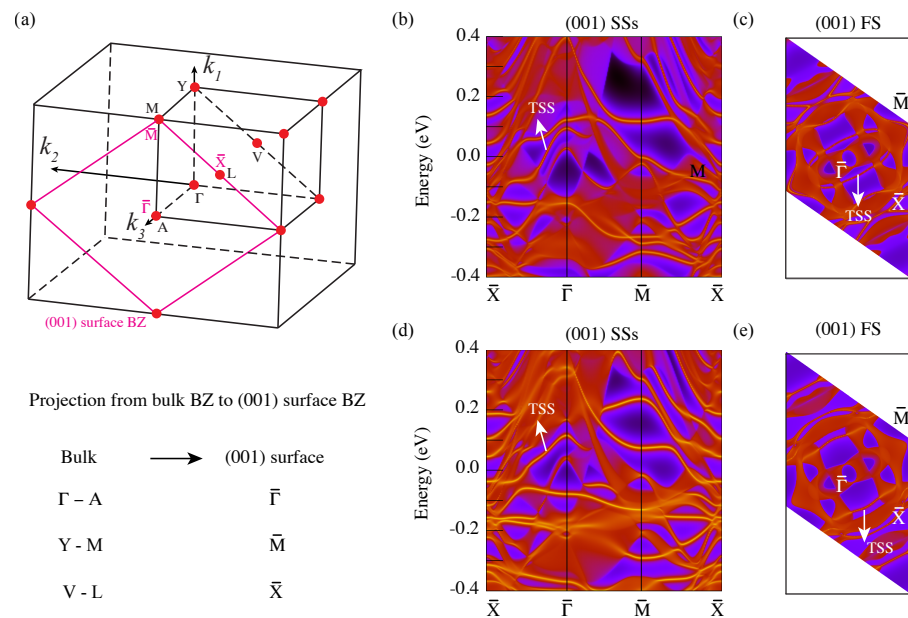 (a)
k1
Y
M
M̄
k2
V
X̄
L
Γ
Γ̄
k3
A
(001) surface BZ
Projection from bulk BZ to (001) surface BZ
Bulk (001) surface
Γ – A Γ̄
Y - M M̄
V - L X̄
(b)
(001) SSs
Energy (eV)
0.4
0.2
0.0
-0.2
-0.4
TSS
M
X̄ Γ̄ M̄ X̄
(c)
(001) FS
M̄
Γ̄
X̄
TSS
(d)
(001) SSs
Energy (eV)
0.4
0.2
0.0
-0.2
-0.4
TSS
X̄ Γ̄ M̄ X̄
(e)
(001) FS
M̄
Γ̄
X̄
TSS